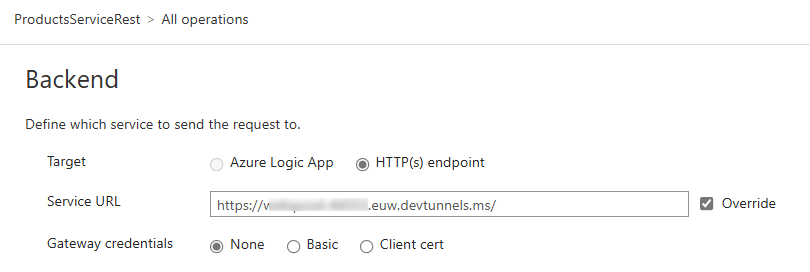 ProductsServiceRest > All operations
Backend
Define which service to send the request to.
Target Azure Logic App HTTP(s) endpoint
Service URL https://w .euw.devtunnels.ms/ Override
Gateway credentials None Basic Client cert